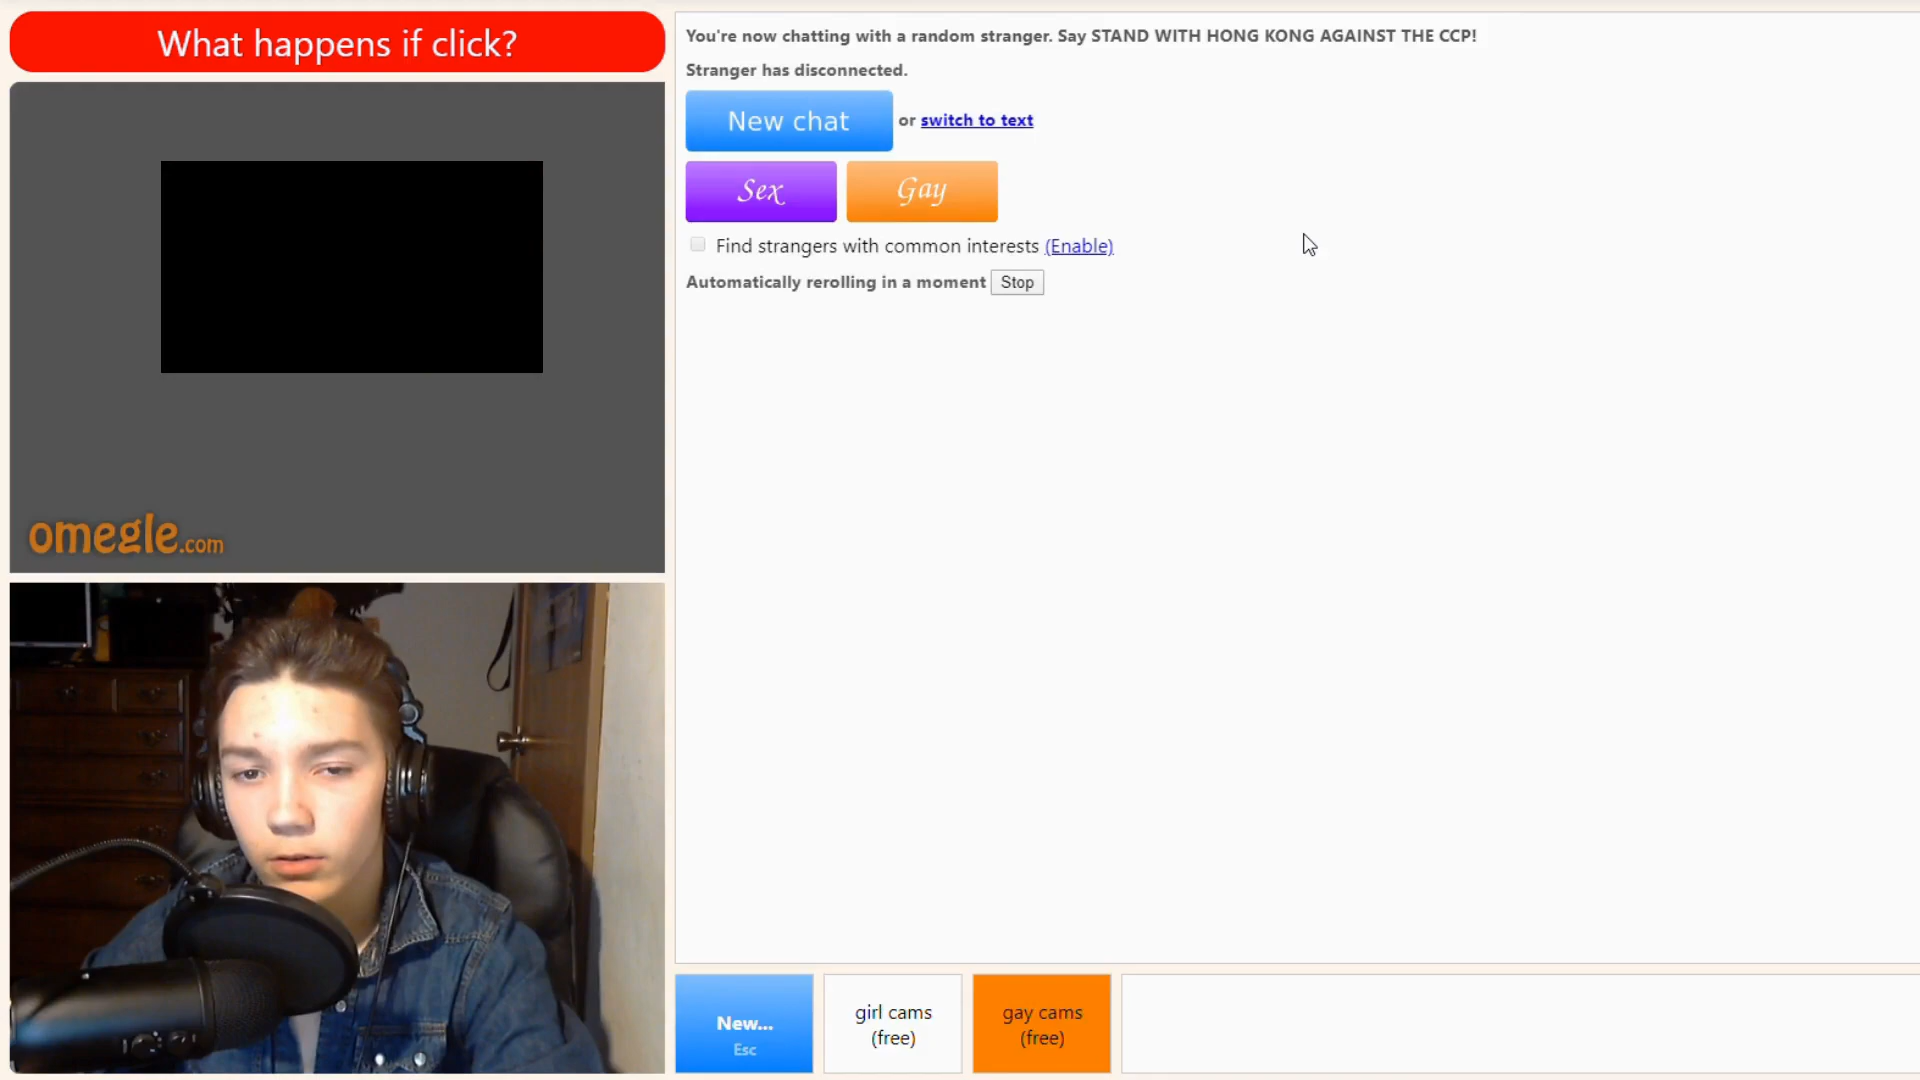 What happens if click?
You're now chatting with a random stranger. Say STAND WITH HONG KONG AGAINST THE CCP!
Stranger has disconnected.
New chat or switch to text
Sex Gay
Find strangers with common interests (Enable)
Automatically rerolling in a moment Stop
omegle.com
New...
Esc
girl cams
(free)
gay cams
(free)